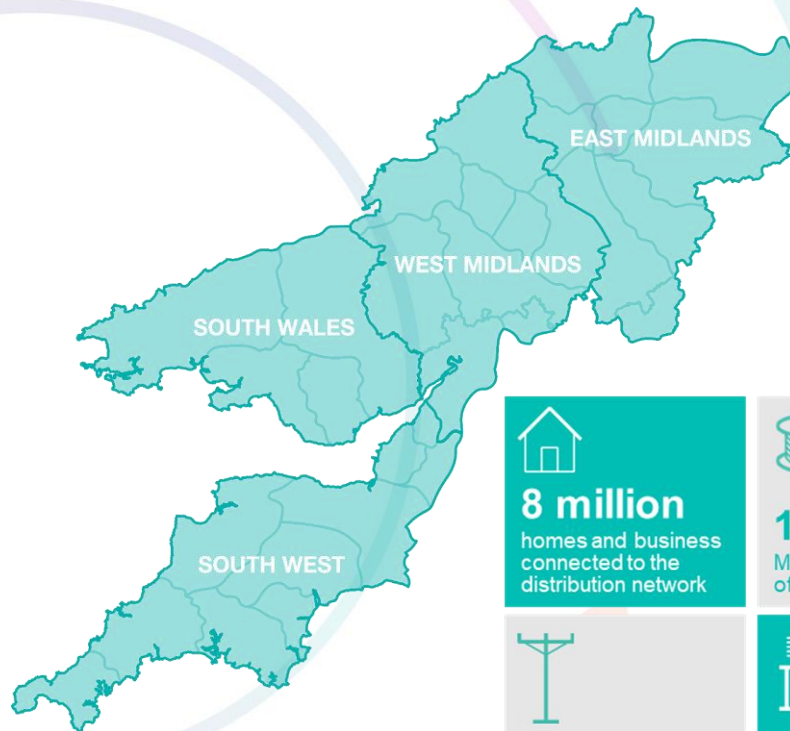 EAST MIDLANDS
WEST MIDLANDS
SOUTH WALES
SOUTH WEST
8 million
homes and business
connected to the
distribution network